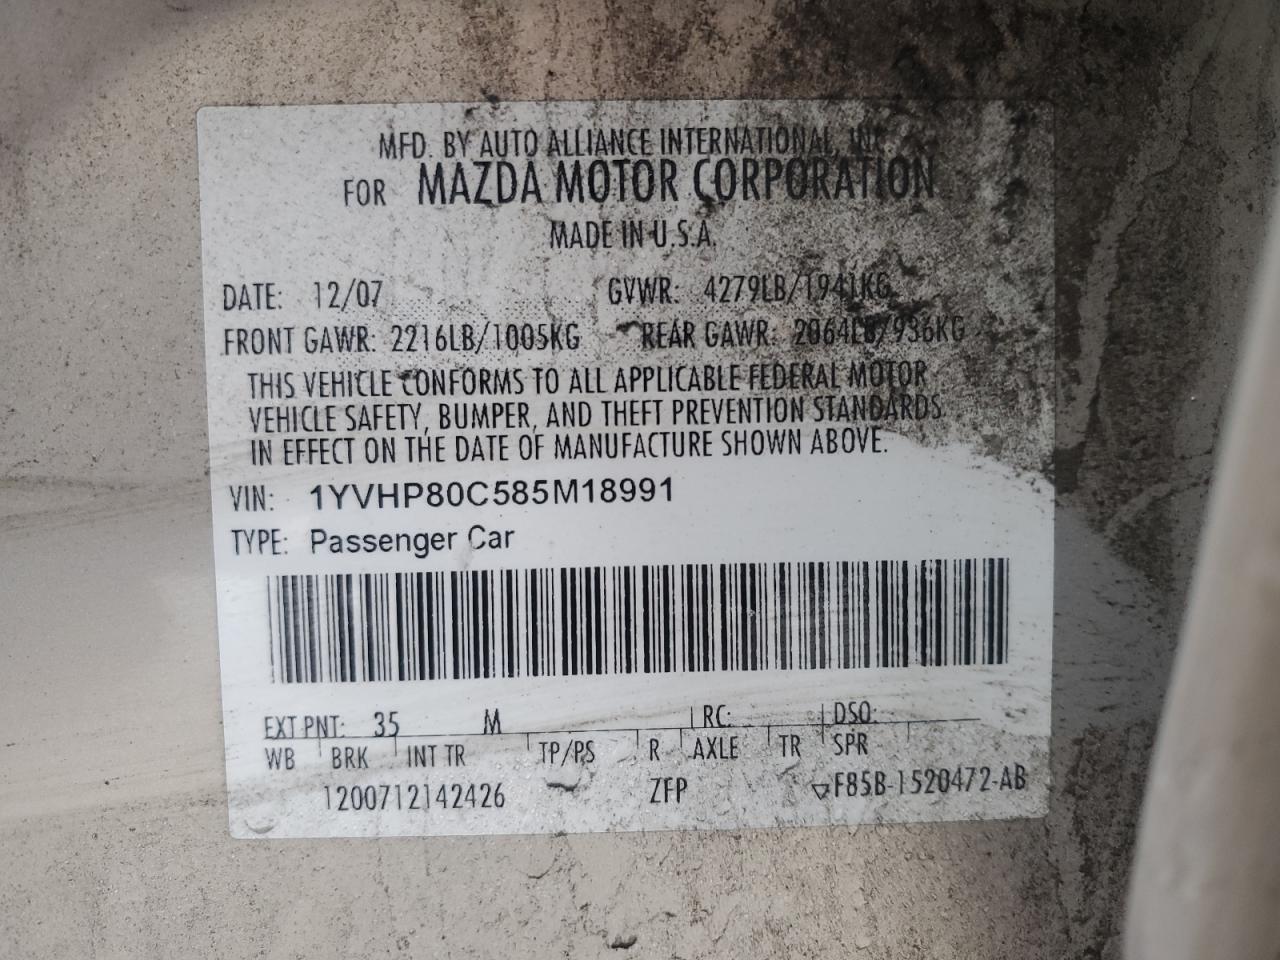 MFD. BY AUTO ALLIANCE INTERNATIONAL, INC.
FOR MAZDA MOTOR CORPORATION
MADE IN U.S.A.
DATE: 12/07 GVWR: 4279LB/1941KG
FRONT GAWR: 2216LB/1005KG REAR GAWR: 2064LB/936KG
THIS VEHICLE CONFORMS TO ALL APPLICABLE FEDERAL MOTOR
VEHICLE SAFETY, BUMPER, AND THEFT PREVENTION STANDARDS
IN EFFECT ON THE DATE OF MANUFACTURE SHOWN ABOVE.
VIN: 1YVHP80C585M18991
TYPE: Passenger Car
EXT PNT: 35 M RC: DSO:
WB BRK INT TR TP/PS R AXLE TR SPR
1200712142426 ZFP F85B-1520472-AB